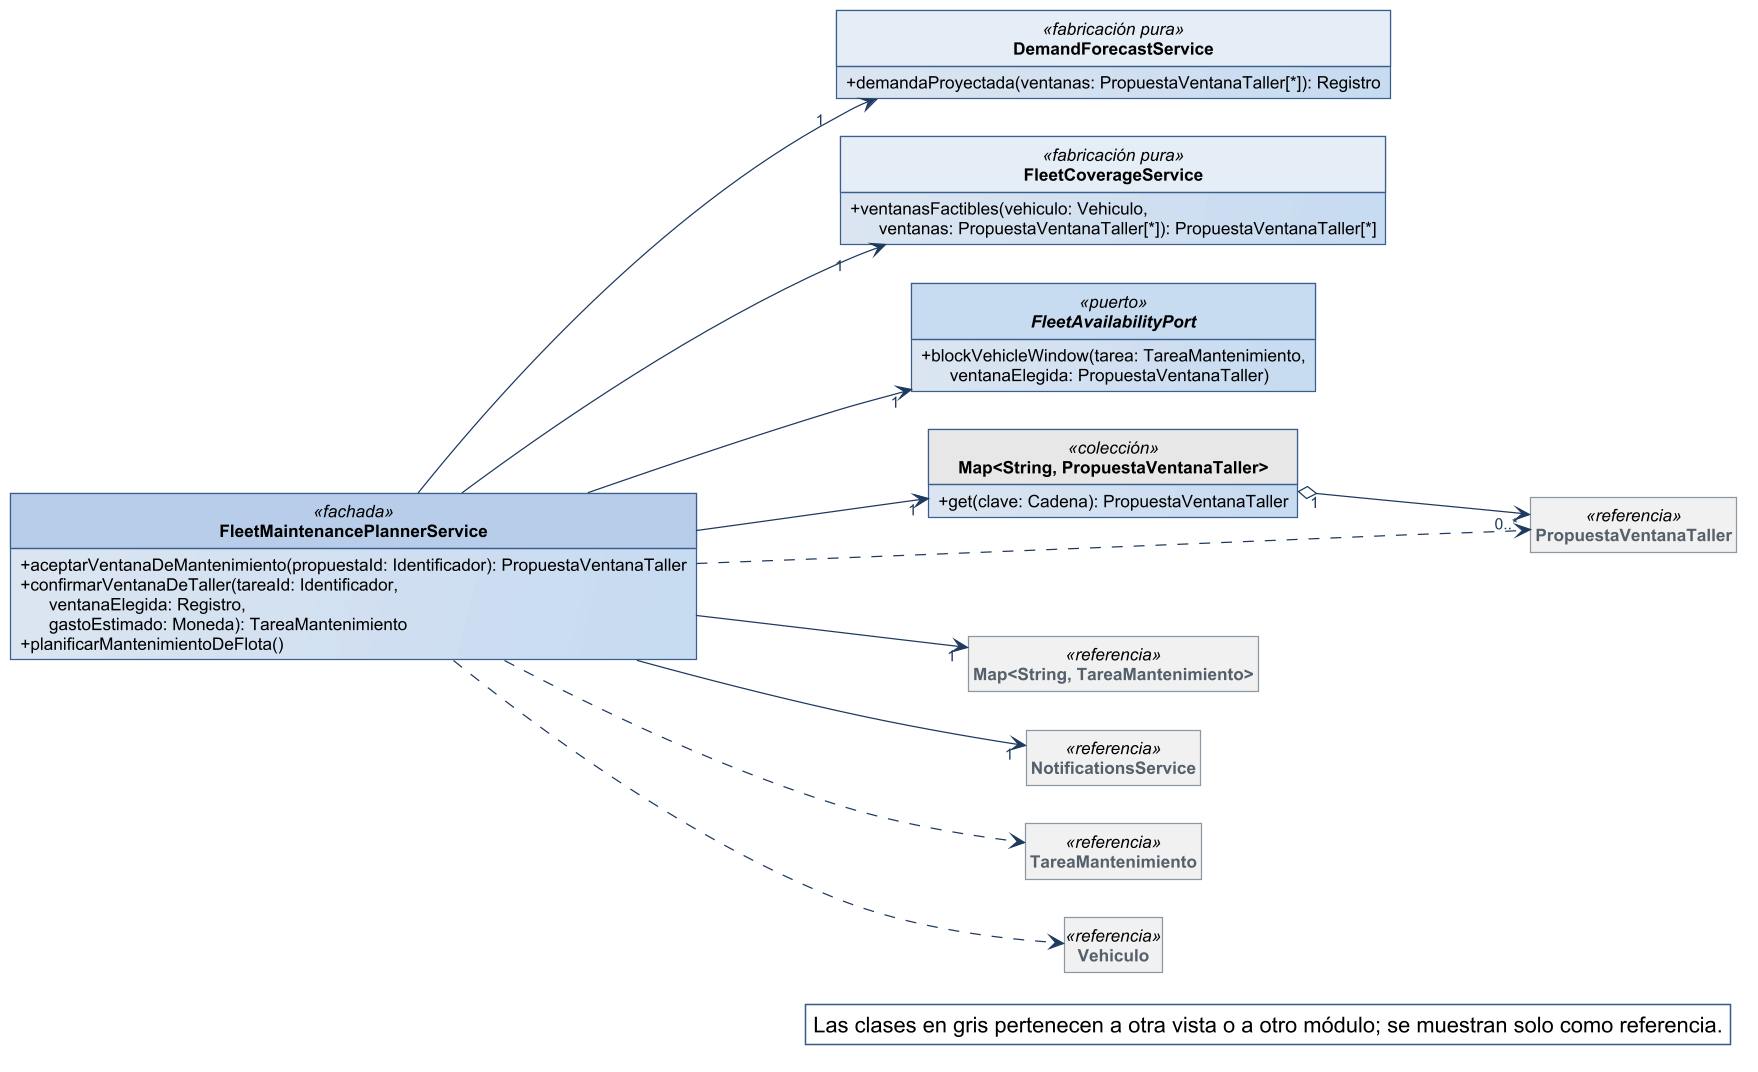 «fabricación pura»
DemandForecastService
+demandaProyectada(ventanas: PropuestaVentanaTaller[*]): Registro
1
«fabricación pura»
FleetCoverageService
+ventanasFactibles(vehiculo: Vehiculo,
ventanas: PropuestaVentanaTaller[*]): PropuestaVentanaTaller[*]
1
«puerto»
FleetAvailabilityPort
+blockVehicleWindow(tarea: TareaMantenimiento,
ventanaElegida: PropuestaVentanaTaller)
1
«colección»
Map<String, PropuestaVentanaTaller>
+get(clave: Cadena): PropuestaVentanaTaller
1
1
0..
«referencia»
PropuestaVentanaTaller
«fachada»
FleetMaintenancePlannerService
+aceptarVentanaDeMantenimiento(propuestaId: Identificador): PropuestaVentanaTaller
+confirmarVentanaDeTaller(tareaId: Identificador,
ventanaElegida: Registro,
gastoEstimado: Moneda): TareaMantenimiento
+planificarMantenimientoDeFlota()
1
«referencia»
Map<String, TareaMantenimiento>
1
«referencia»
NotificationsService
«referencia»
TareaMantenimiento
«referencia»
Vehiculo
Las clases en gris pertenecen a otra vista o a otro módulo; se muestran solo como referencia.